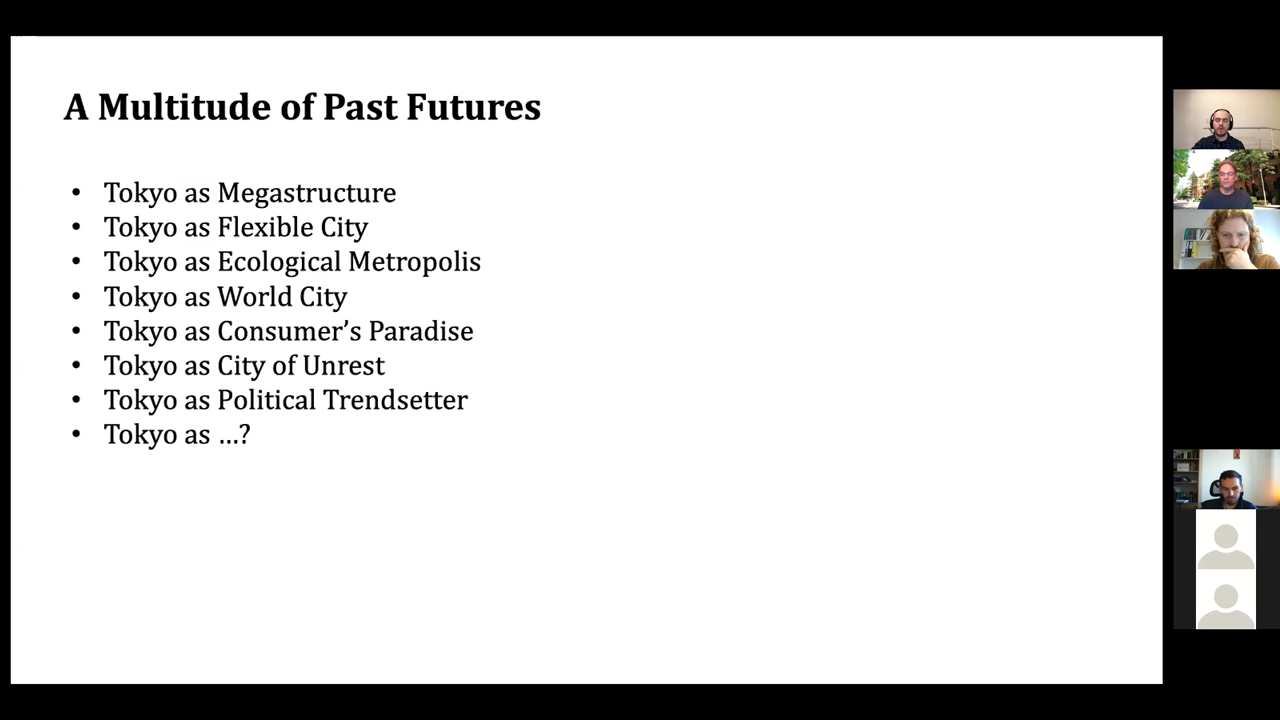 A Multitude of Past Futures
• Tokyo as Megastructure
• Tokyo as Flexible City
• Tokyo as Ecological Metropolis
• Tokyo as World City
• Tokyo as Consumer’s Paradise
• Tokyo as City of Unrest
• Tokyo as Political Trendsetter
• Tokyo as …?